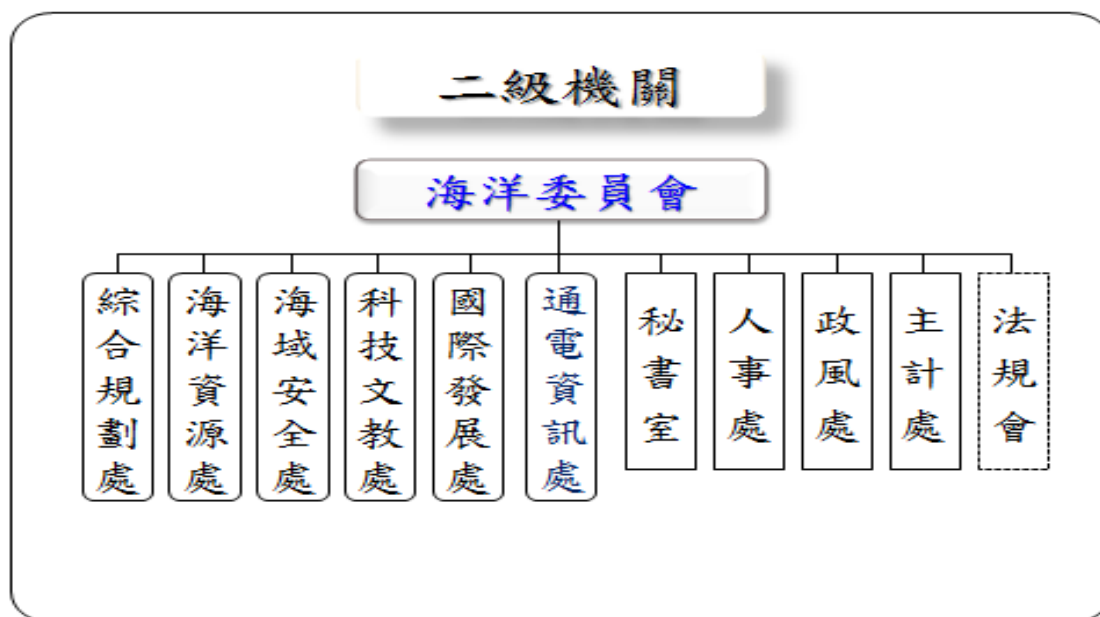 二級機關
海洋委員會
綜合規劃處
海洋資源處
海域安全處
科技文教處
國際發展處
通電資訊處
秘書室
人事處
政風處
主計處
法規會